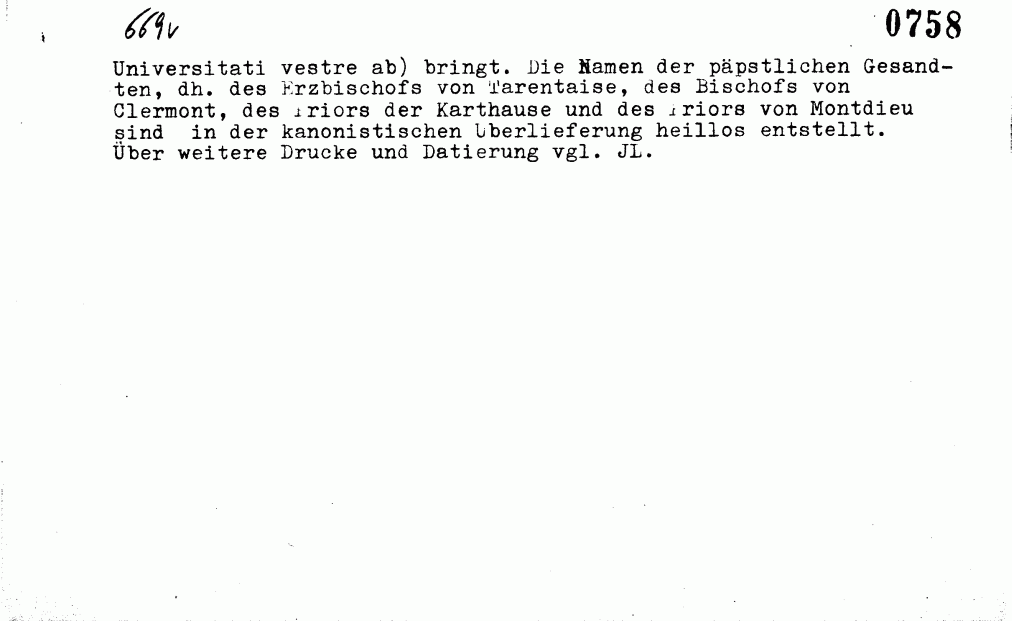 669v 0758
Universitati vestre ab) bringt. Die Namen der päpstlichen Gesand-
ten, dh. des Erzbischofs von Tarentaise, des Bischofs von
Clermont, des Priors der Karthause und des Priors von Montdieu
sind in der kanonistischen Überlieferung heillos entstellt.
Über weitere Drucke und Datierung vgl. JL.